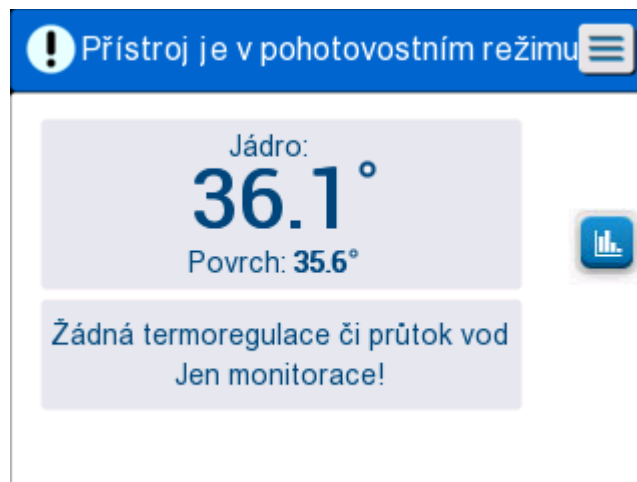 Přístroj je v pohotovostním režimu
Jádro:
36.1°
Povrch: 35.6°
Žádná termoregulace či průtok vod
Jen monitorace!